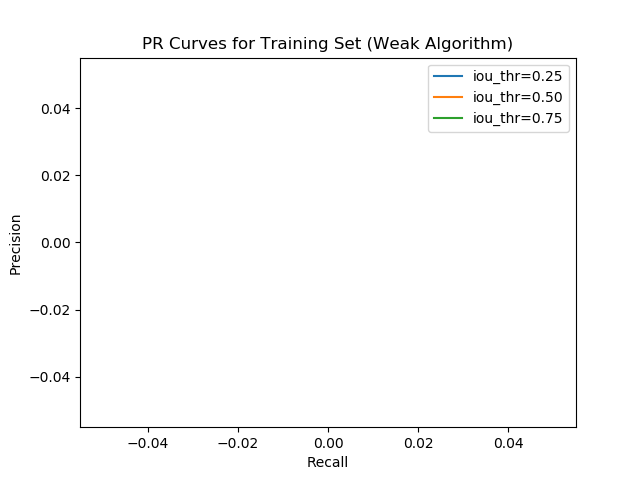 PR Curves for Training Set (Weak Algorithm)
iou_thr=0.25
iou_thr=0.50
iou_thr=0.75
0.04
0.02
0.00
−0.02
−0.04
Precision
−0.04
−0.02
0.00
0.02
0.04
Recall